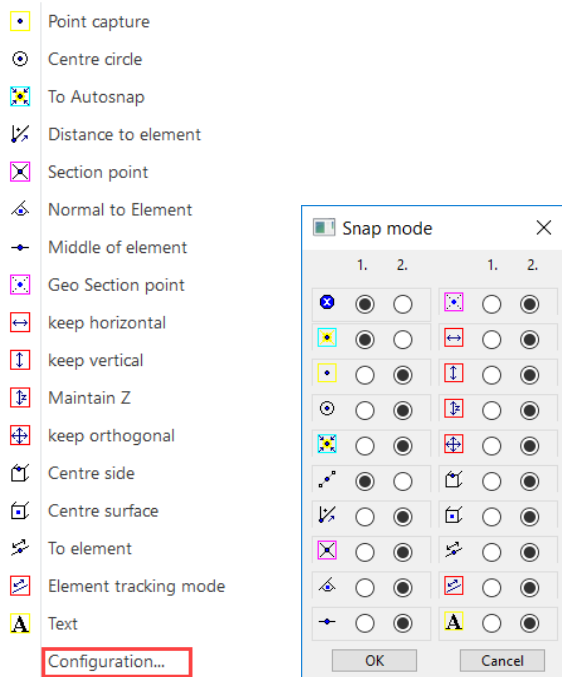 Point capture
Centre circle
To Autosnap
Distance to element
Section point
Normal to Element
Middle of element
Geo Section point
keep horizontal
keep vertical
Maintain Z
keep orthogonal
Centre side
Centre surface
To element
Element tracking mode
A Text
Configuration...
Snap mode
1. 2. 1. 2.
A
OK Cancel